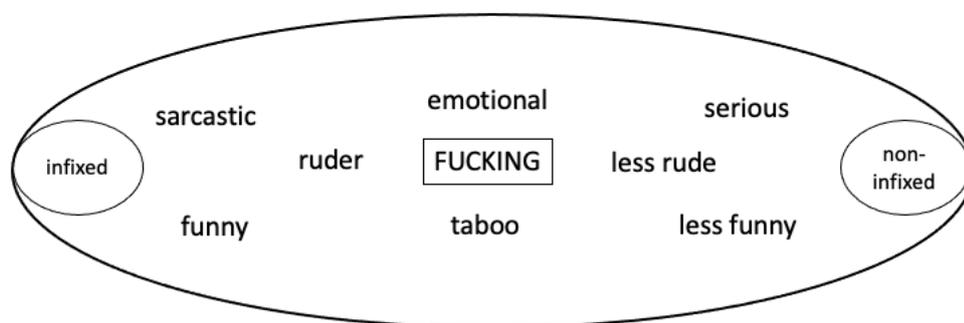 emotional
sarcastic
serious
infixed
ruder
FUCKING
less rude
non-
infixed
funny
taboo
less funny